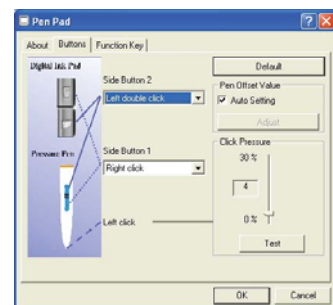 Pen Pad
About Buttons Function Key
Digital Ink Pad
Side Button 2
Left double click
Default
Pen Offset Value
Auto Setting
Adjust
Pressure Pen
Side Button 1
Right click
Click Pressure
30 %
4
0 %
Left click
Test
OK Cancel